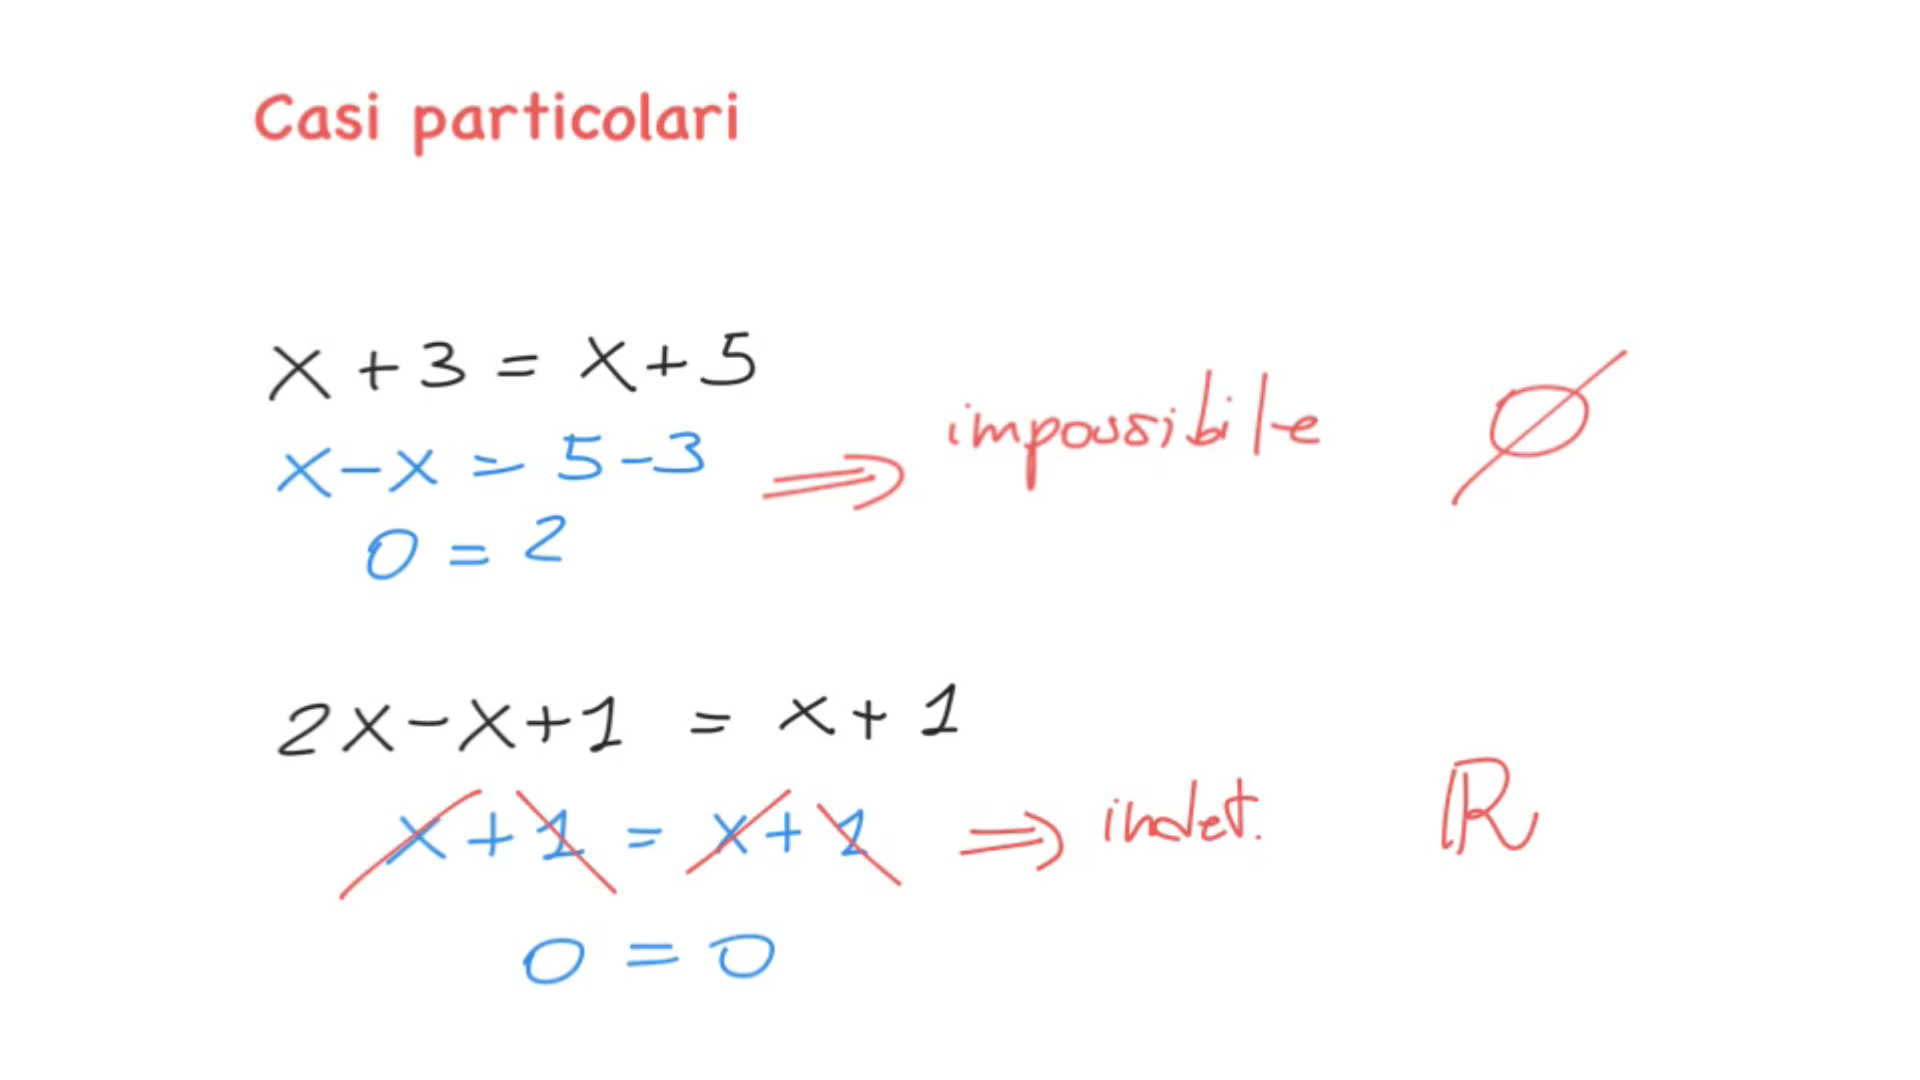 Casi particolari
x + 3 = x + 5
x - x = 5 - 3 ⇒ impossibile ∅
0 = 2
2x - x + 1 = x + 1
x + 1 = x + 1 ⇒ indet. ℝ
0 = 0